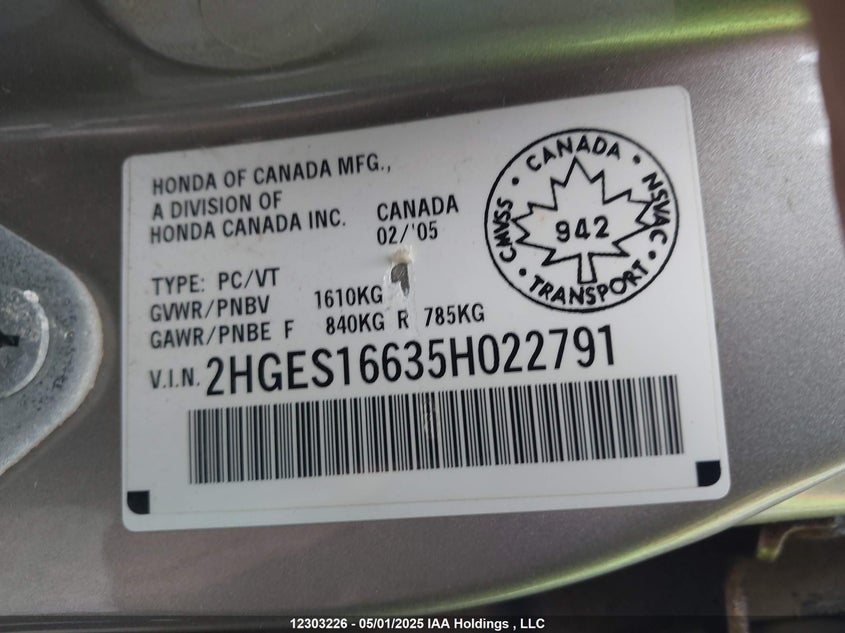 HONDA OF CANADA MFG.,
A DIVISION OF
HONDA CANADA INC.
CANADA
02/'05
· CANADA ·
CMVSS
942
NSVAC
· TRANSPORT ·
TYPE: PC/VT
GVWR/PNBV 1610KG
GAWR/PNBE F 840KG R 785KG
V.I.N. 2HGES16635H022791
12303226 - 05/01/2025 IAA Holdings , LLC